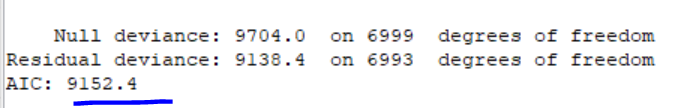 Null deviance: 9704.0 on 6999 degrees of freedom
Residual deviance: 9138.4 on 6993 degrees of freedom
AIC: 9152.4